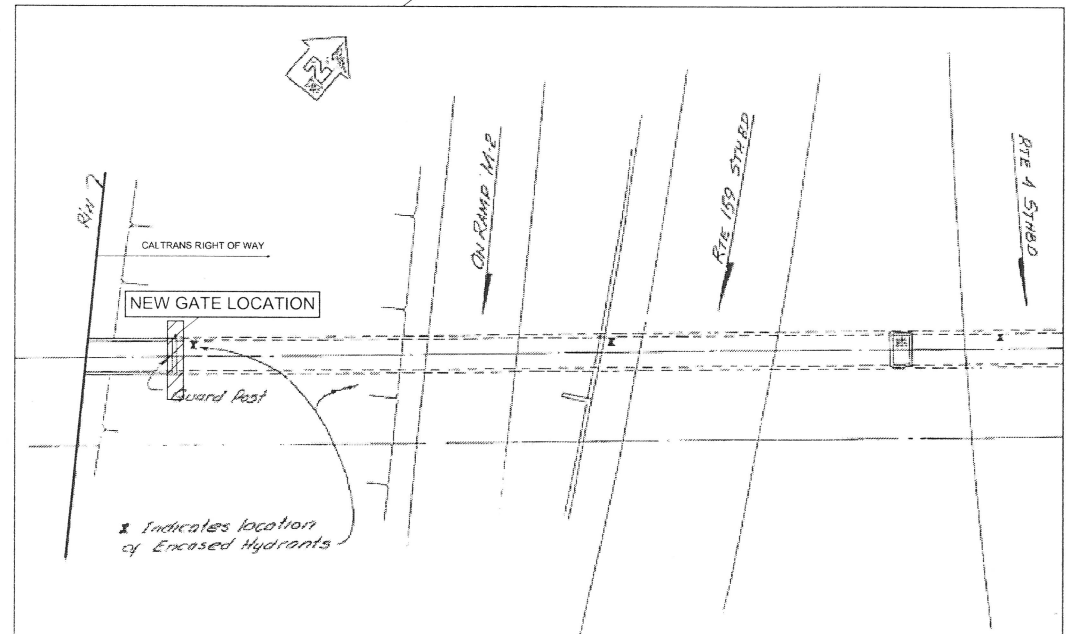 R/W
CALTRANS RIGHT OF WAY
NEW GATE LOCATION
Guard Post
ON RAMP 'M-2
RTE 159 STHBD
RTE 4 STHBD
Indicates location
of Encased Hydrants